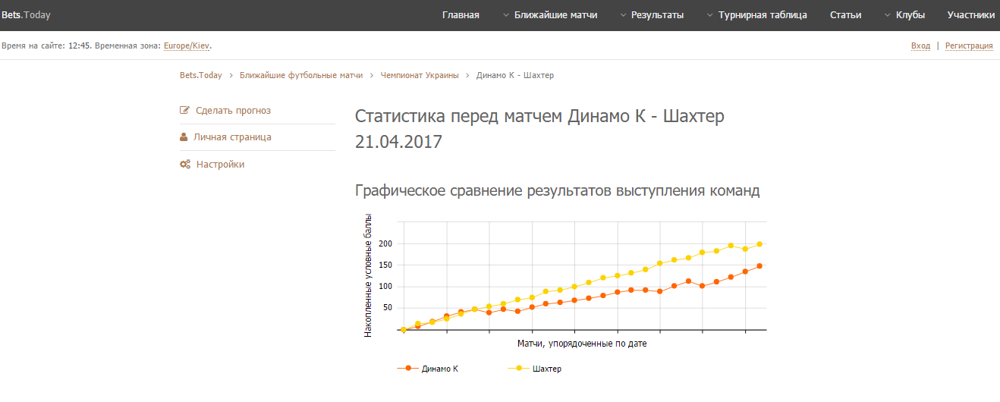 Bets.Today Главная Ближайшие матчи Результаты Турнирная таблица Статьи Клубы Участники
Время на сайте: 12:45. Временная зона: Europe/Kiev. Вход | Регистрация
Bets.Today > Ближайшие футбольные матчи > Чемпионат Украины > Динамо К - Шахтер
Сделать прогноз
Личная страница
Настройки
Статистика перед матчем Динамо К - Шахтер
21.04.2017
Графическое сравнение результатов выступления команд
Накопленные условные баллы
200
150
100
50
Матчи, упорядоченные по дате
Динамо К Шахтер